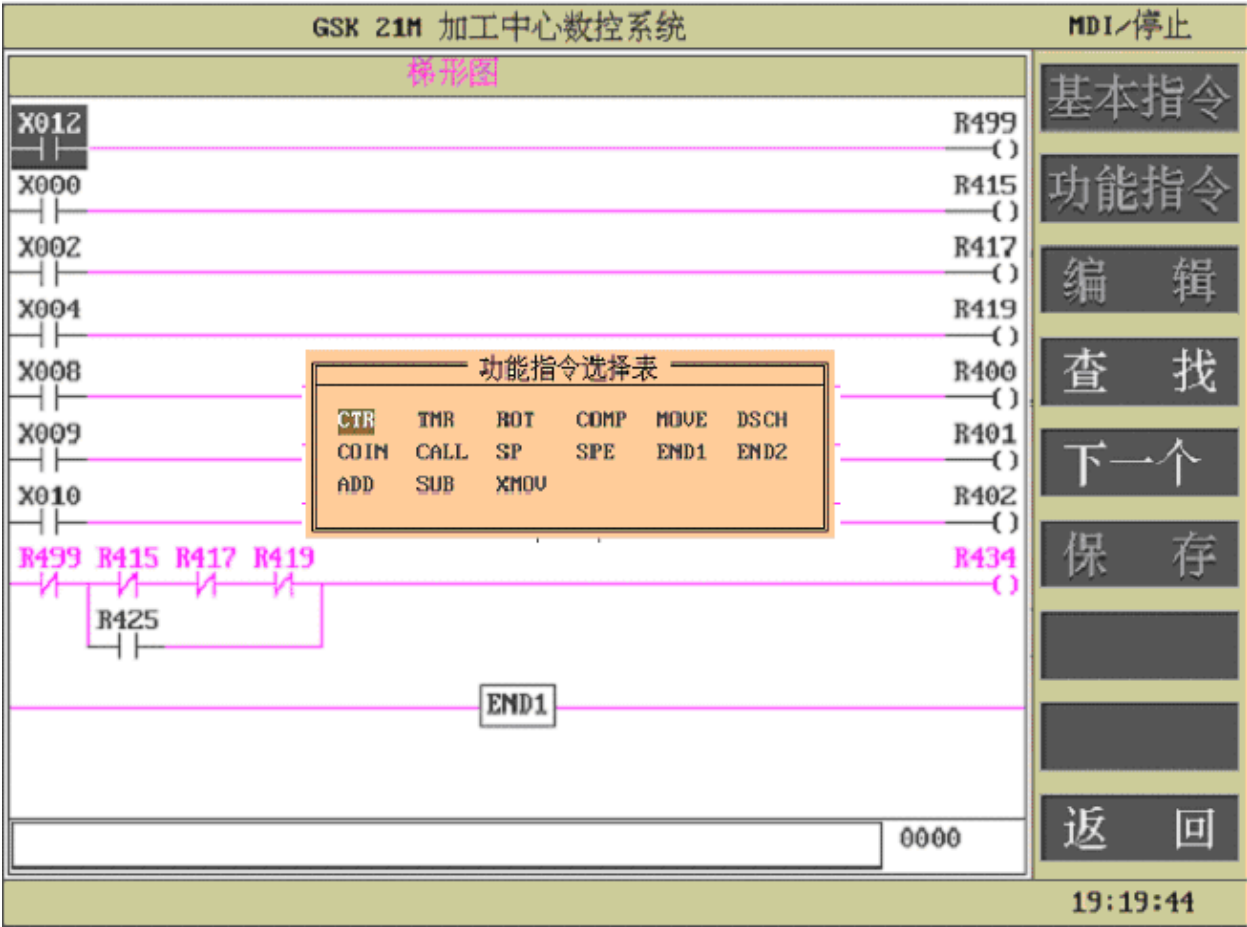 GSK 21M 加工中心数控系统 MDI/停止
梯形图
基本指令
X012 R499
X000 R415
功能指令
X002 R417
编 辑
X004 R419
功能指令选择表
X008 R400
查 找
CTR TMR ROT COMP MOVE DSCH
X009 R401
COIN CALL SP SPE END1 END2
下一个
ADD SUB XMOV
X010 R402
R499 R415 R417 R419 R434
保 存
R425
END1
0000
返 回
19:19:44